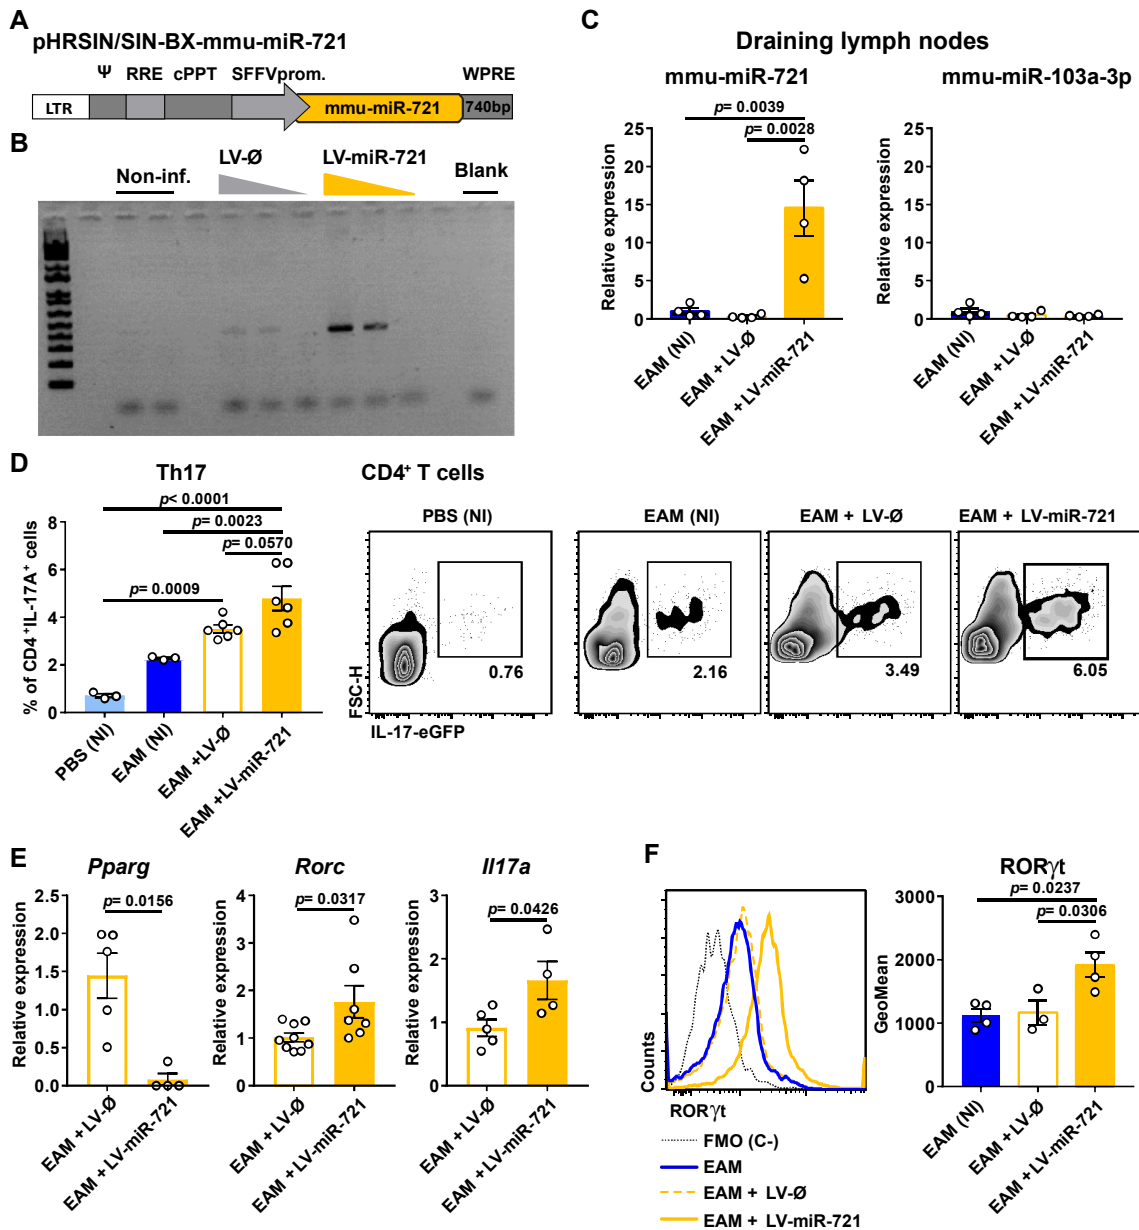 A
pHRSIN/SIN-BX-mmu-miR-721
Ψ RRE cPPT SFFVprom. WPRE
LTR mmu-miR-721 740bp
B
Non-inf. LV-Ø LV-miR-721 Blank
C
Draining lymph nodes
mmu-miR-721
p= 0.0039
p= 0.0028
Relative expression
25
20
15
10
5
0
EAM (NI)
EAM + LV-Ø
EAM + LV-miR-721
mmu-miR-103a-3p
Relative expression
25
20
15
10
5
0
EAM (NI)
EAM + LV-Ø
EAM + LV-miR-721
D
Th17
p< 0.0001
p= 0.0023
p= 0.0570
p= 0.0009
% of CD4⁺IL-17A⁺ cells
8
6
4
2
0
PBS (NI)
EAM (NI)
EAM +LV-Ø
EAM +LV-miR-721
CD4⁺ T cells
PBS (NI) EAM (NI) EAM + LV-Ø EAM + LV-miR-721
0.76 2.16 3.49 6.05
FSC-H
IL-17-eGFP
E
Pparg
p= 0.0156
Relative expression
2.5
2.0
1.5
1.0
0.5
0.0
EAM + LV-Ø
EAM + LV-miR-721
Rorc
p= 0.0317
Relative expression
4
3
2
1
0
EAM + LV-Ø
EAM + LV-miR-721
Il17a
p= 0.0426
Relative expression
3
2
1
0
EAM + LV-Ø
EAM + LV-miR-721
F
Counts
RORγt
FMO (C-)
EAM
EAM + LV-Ø
EAM + LV-miR-721
RORγt
p= 0.0237
p= 0.0306
GeoMean
3000
2000
1000
0
EAM (NI)
EAM + LV-Ø
EAM + LV-miR-721